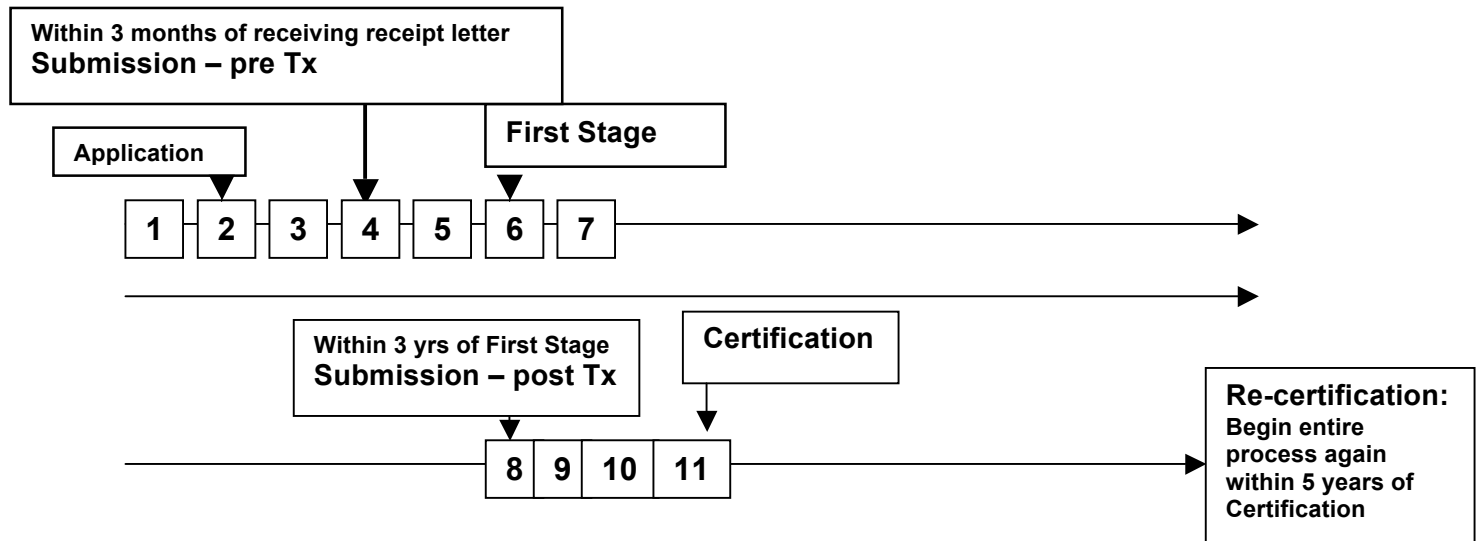 Within 3 months of receiving receipt letter
Submission – pre Tx
First Stage
Application
1 2 3 4 5 6 7
Within 3 yrs of First Stage
Submission – post Tx
Certification
8 9 10 11
Re-certification:
Begin entire
process again
within 5 years of
Certification